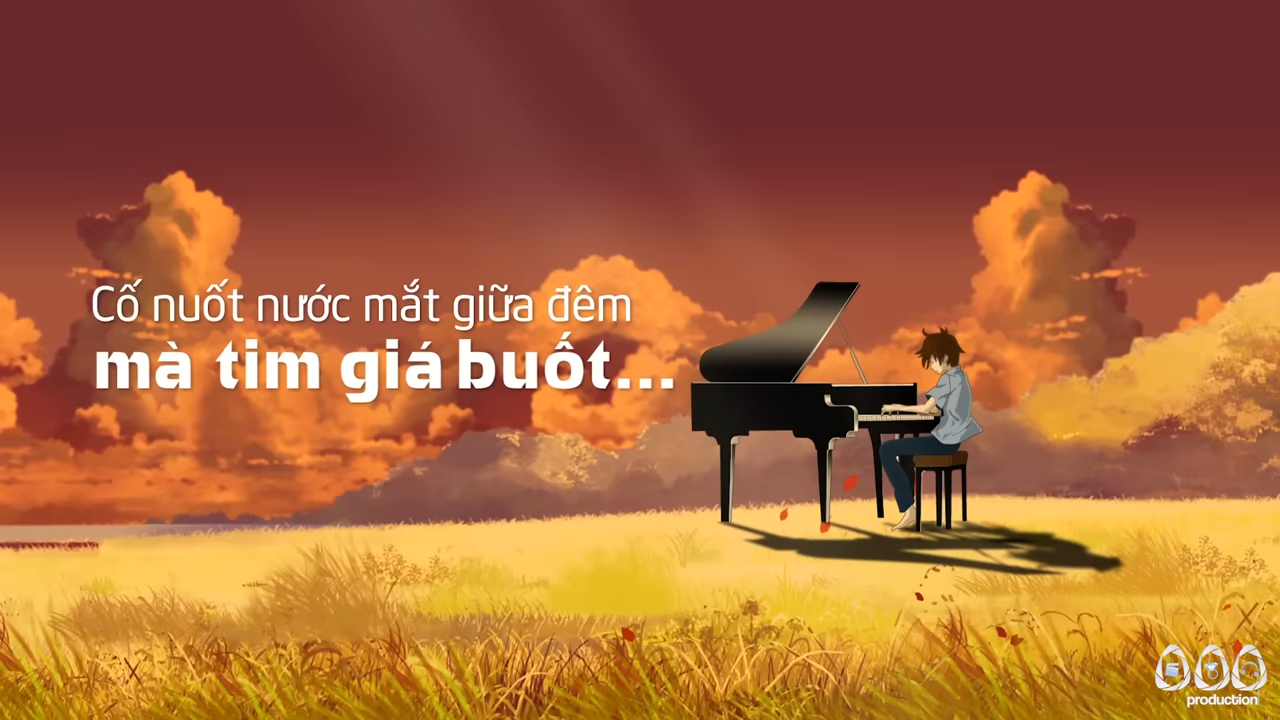 Cố nuốt nước mắt giữa đêm
mà tim giá buốt...
production